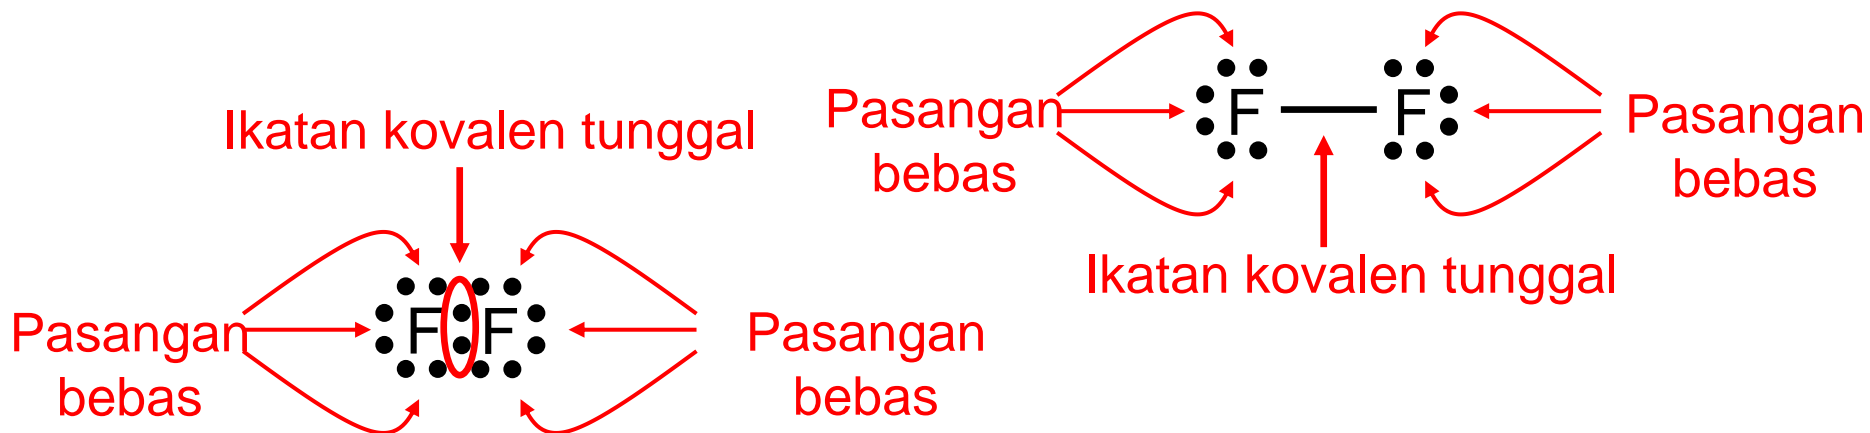 Ikatan kovalen tunggal
Pasangan
bebas
F F
Pasangan
bebas
Pasangan
bebas
F F
Pasangan
bebas
Ikatan kovalen tunggal